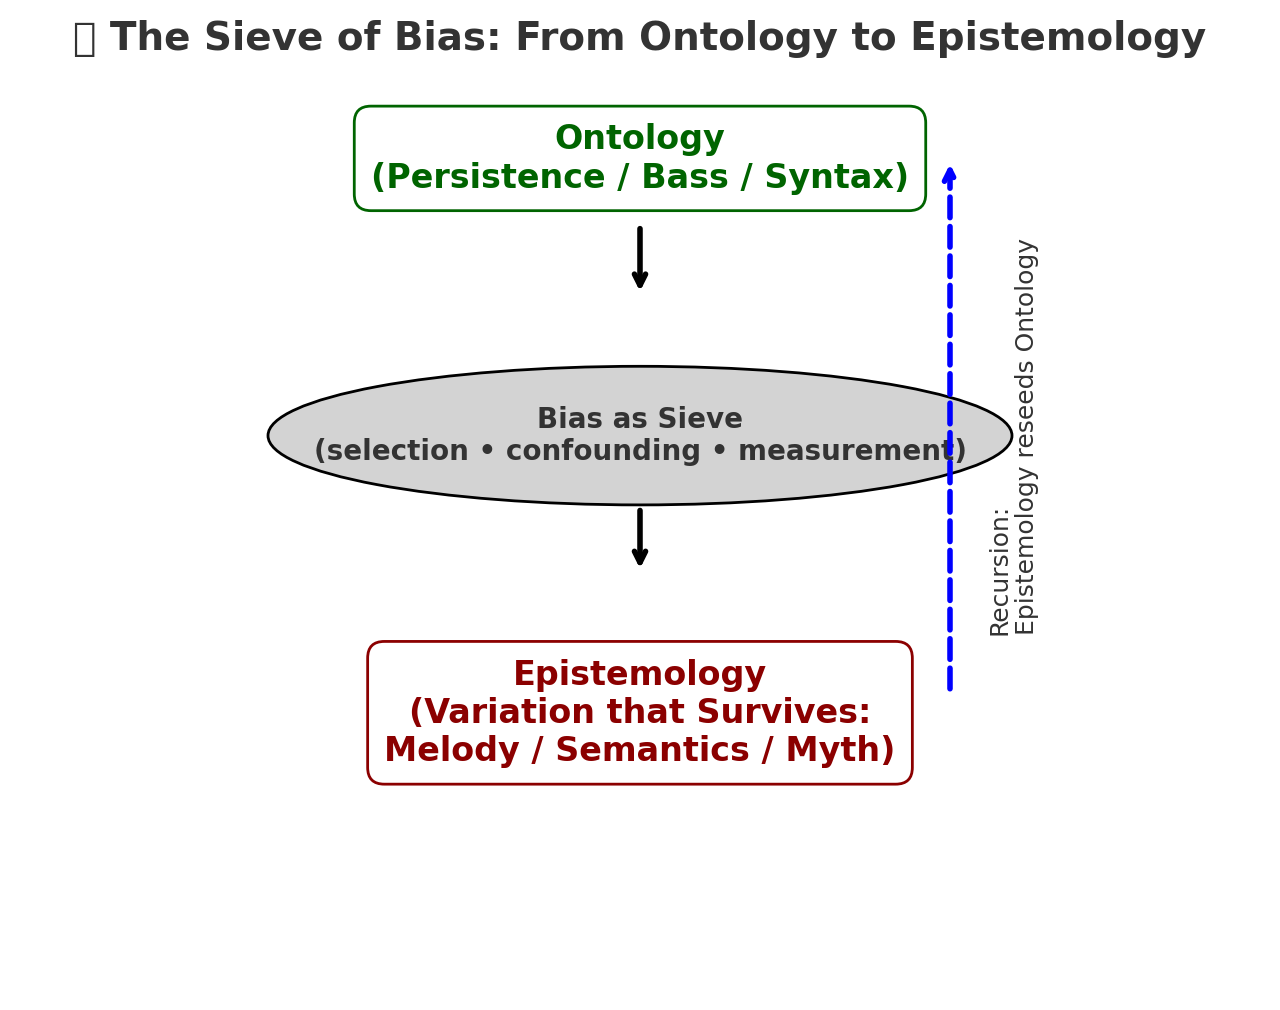 The Sieve of Bias: From Ontology to Epistemology
Ontology
(Persistence / Bass / Syntax)
Bias as Sieve
(selection • confounding • measurement)
Recursion:
Epistemology reseeds Ontology
Epistemology
(Variation that Survives:
Melody / Semantics / Myth)